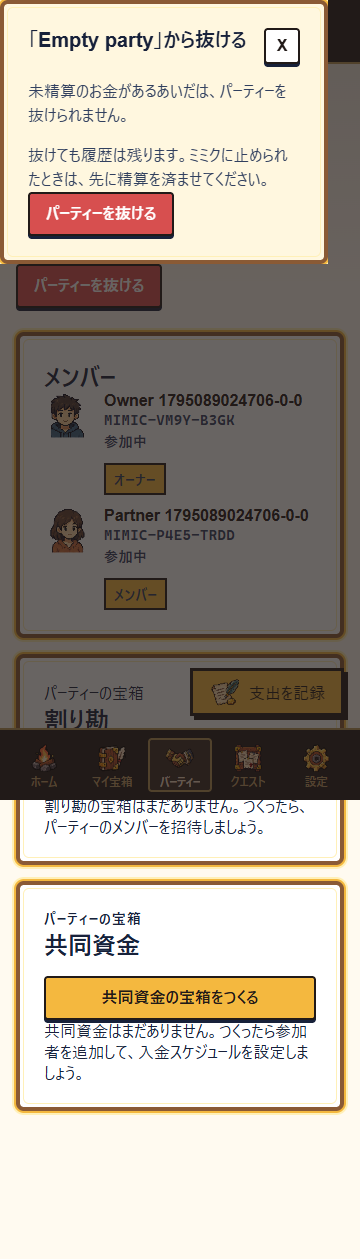 「Empty party」から抜ける
X
未精算のお金があるあいだは、パーティーを
抜けられません。
抜けても履歴は残ります。ミミクに止められ
たときは、先に精算を済ませてください。
パーティーを抜ける
パーティーを抜ける
メンバー
Owner 1795089024706-0-0
MIMIC-VM9Y-B3GK
参加中
オーナー
Partner 1795089024706-0-0
MIMIC-P4E5-TRDD
参加中
メンバー
パーティーの宝箱
支出を記録
割り勘
ホーム
マイ宝箱
パーティー
クエスト
設定
割り勘の宝箱はまだありません。つくったら、
パーティーのメンバーを招待しましょう。
パーティーの宝箱
共同資金
共同資金の宝箱をつくる
共同資金はまだありません。つくったら参加
者を追加して、入金スケジュールを設定しま
しょう。